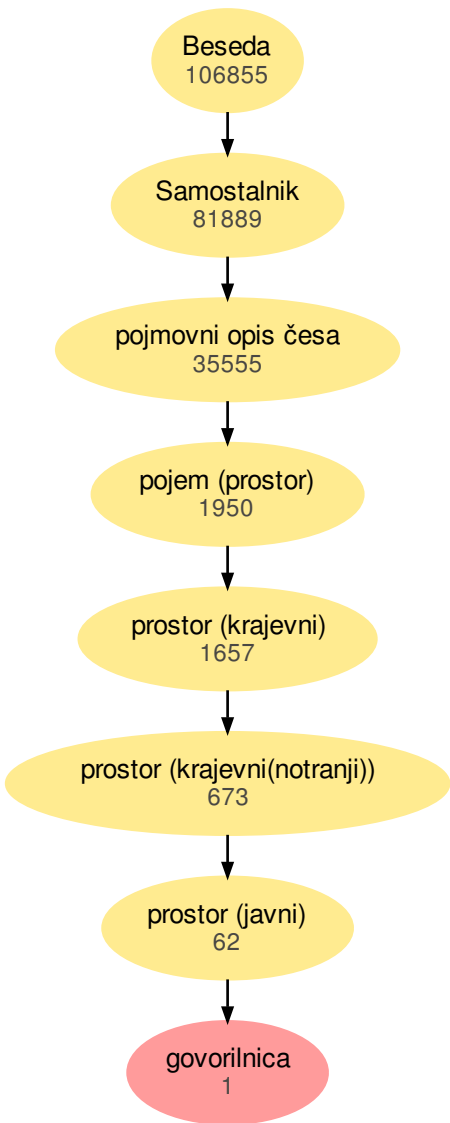 Beseda
106855
Samostalnik
81889
pojmovni opis česa
35555
pojem (prostor)
1950
prostor (krajevni)
1657
prostor (krajevni(notranji))
673
prostor (javni)
62
govorilnica
1